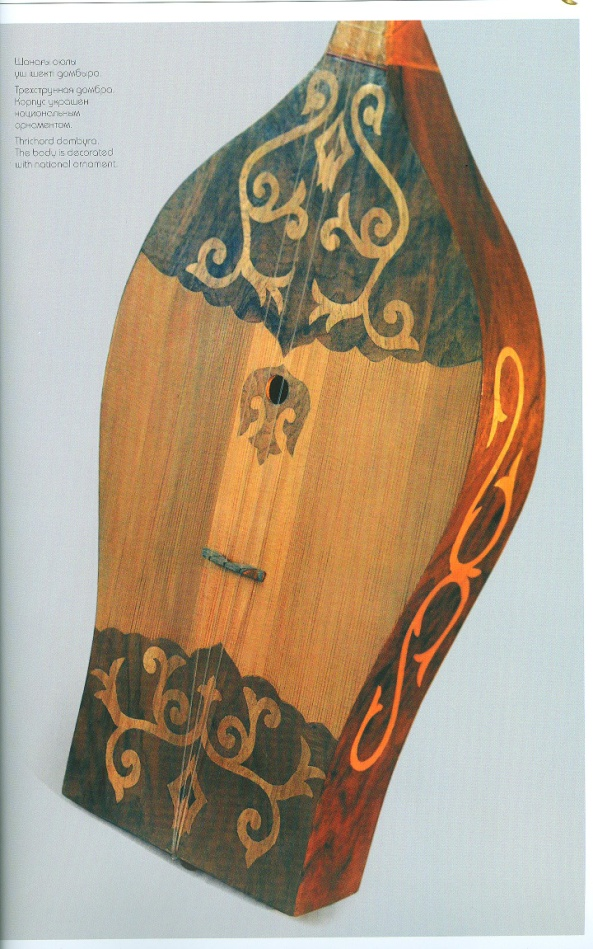 Шанағы оюлы
үш ішекті домбыра.
Трехструнная домбра.
Корпус украшен
национальным
орнаментом.
Thrichord dombyra.
The body is decorated
with national ornament.